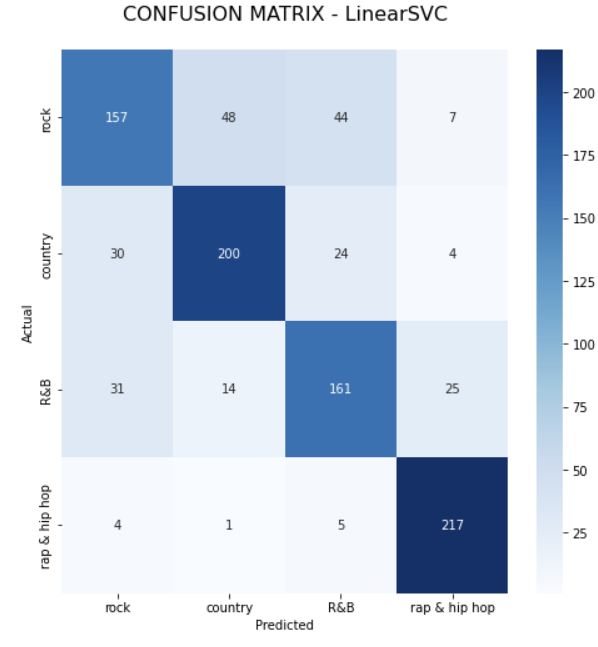 CONFUSION MATRIX - LinearSVC
rock 157 48 44 7
country 30 200 24 4
R&B 31 14 161 25
rap & hip hop 4 1 5 217
Actual
rock country R&B rap & hip hop
Predicted
200
175
150
125
100
75
50
25